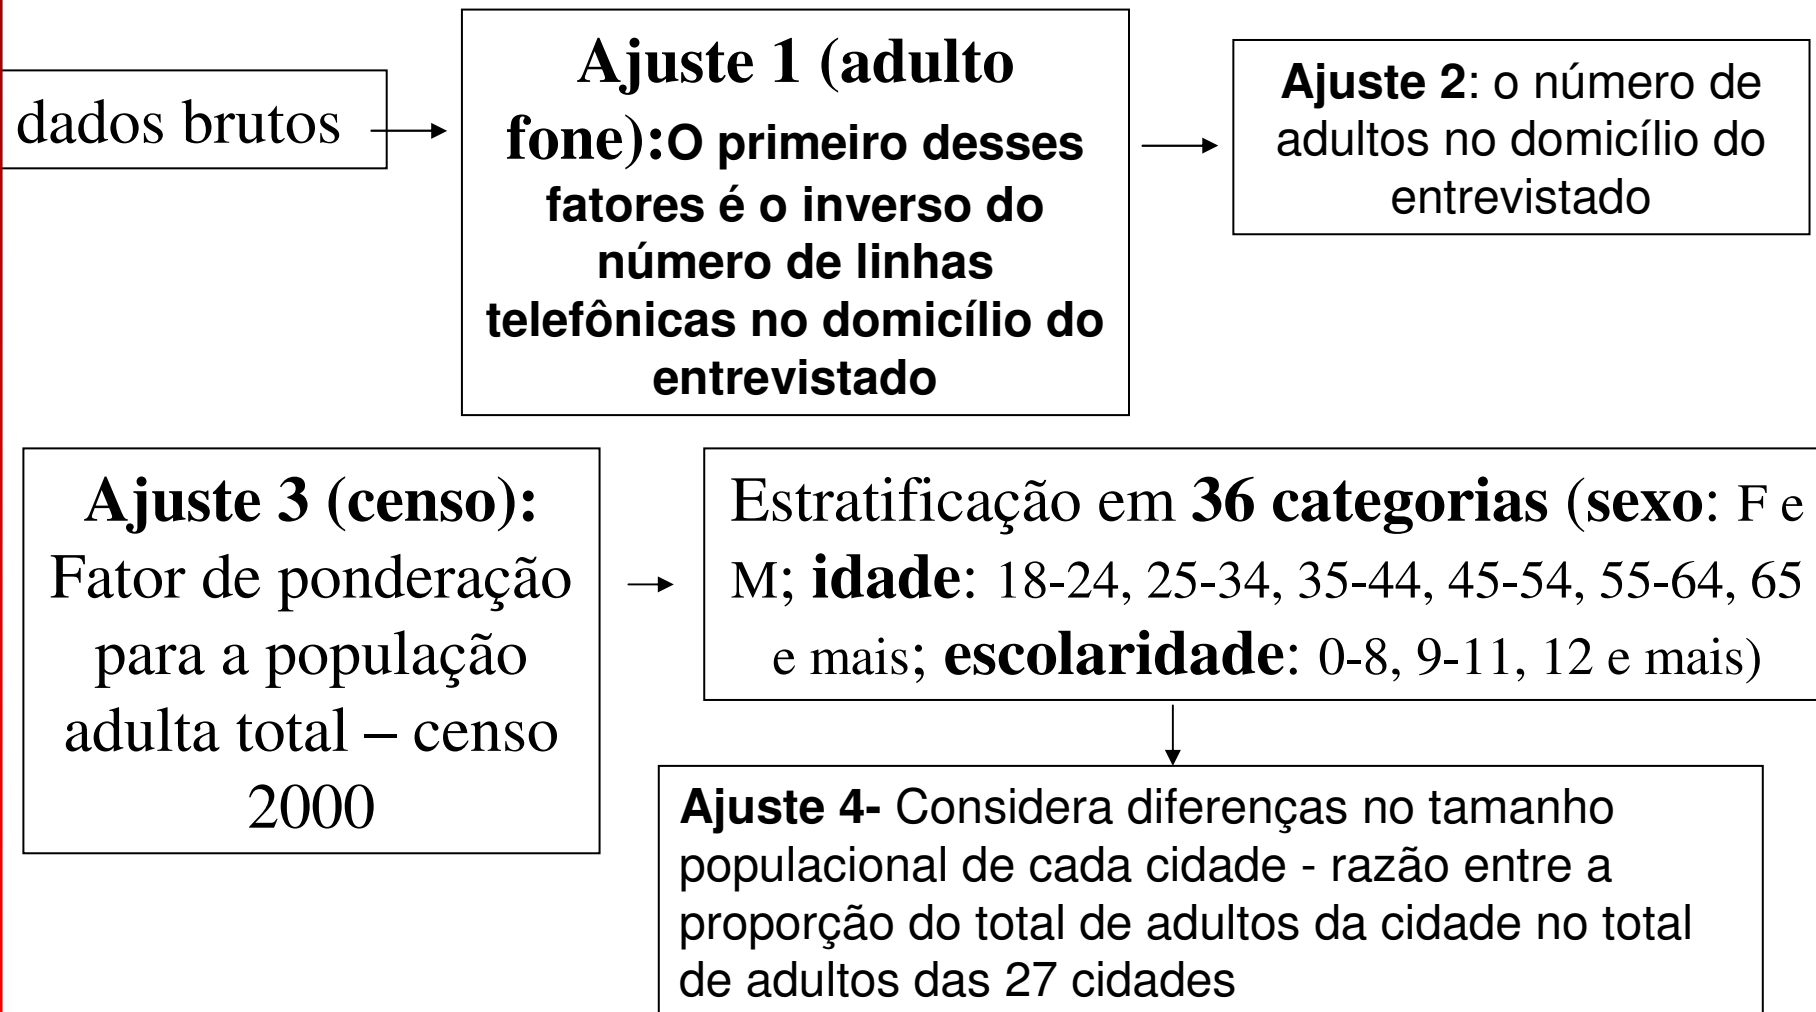 dados brutos
Ajuste 1 (adulto
fone):O primeiro desses
fatores é o inverso do
número de linhas
telefônicas no domicílio do
entrevistado
Ajuste 2: o número de
adultos no domicílio do
entrevistado
Ajuste 3 (censo):
Fator de ponderação
para a população
adulta total – censo
2000
Estratificação em 36 categorias (sexo: F e
M; idade: 18-24, 25-34, 35-44, 45-54, 55-64, 65
e mais; escolaridade: 0-8, 9-11, 12 e mais)
Ajuste 4- Considera diferenças no tamanho
populacional de cada cidade - razão entre a
proporção do total de adultos da cidade no total
de adultos das 27 cidades